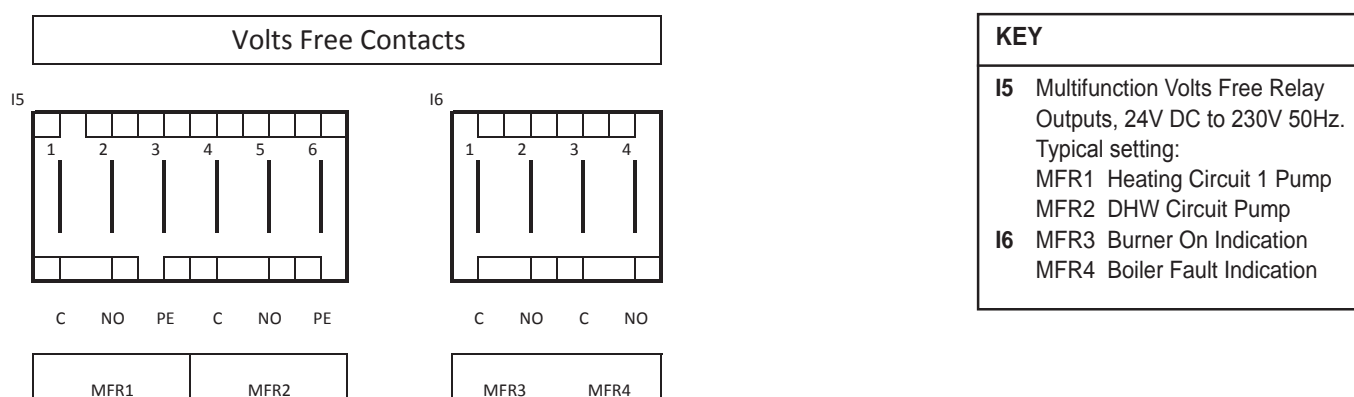 Volts Free Contacts
I5
1 2 3 4 5 6
C NO PE C NO PE
MFR1 MFR2
I6
1 2 3 4
C NO C NO
MFR3 MFR4
KEY
I5 Multifunction Volts Free Relay
Outputs, 24V DC to 230V 50Hz.
Typical setting:
MFR1 Heating Circuit 1 Pump
MFR2 DHW Circuit Pump
I6 MFR3 Burner On Indication
MFR4 Boiler Fault Indication